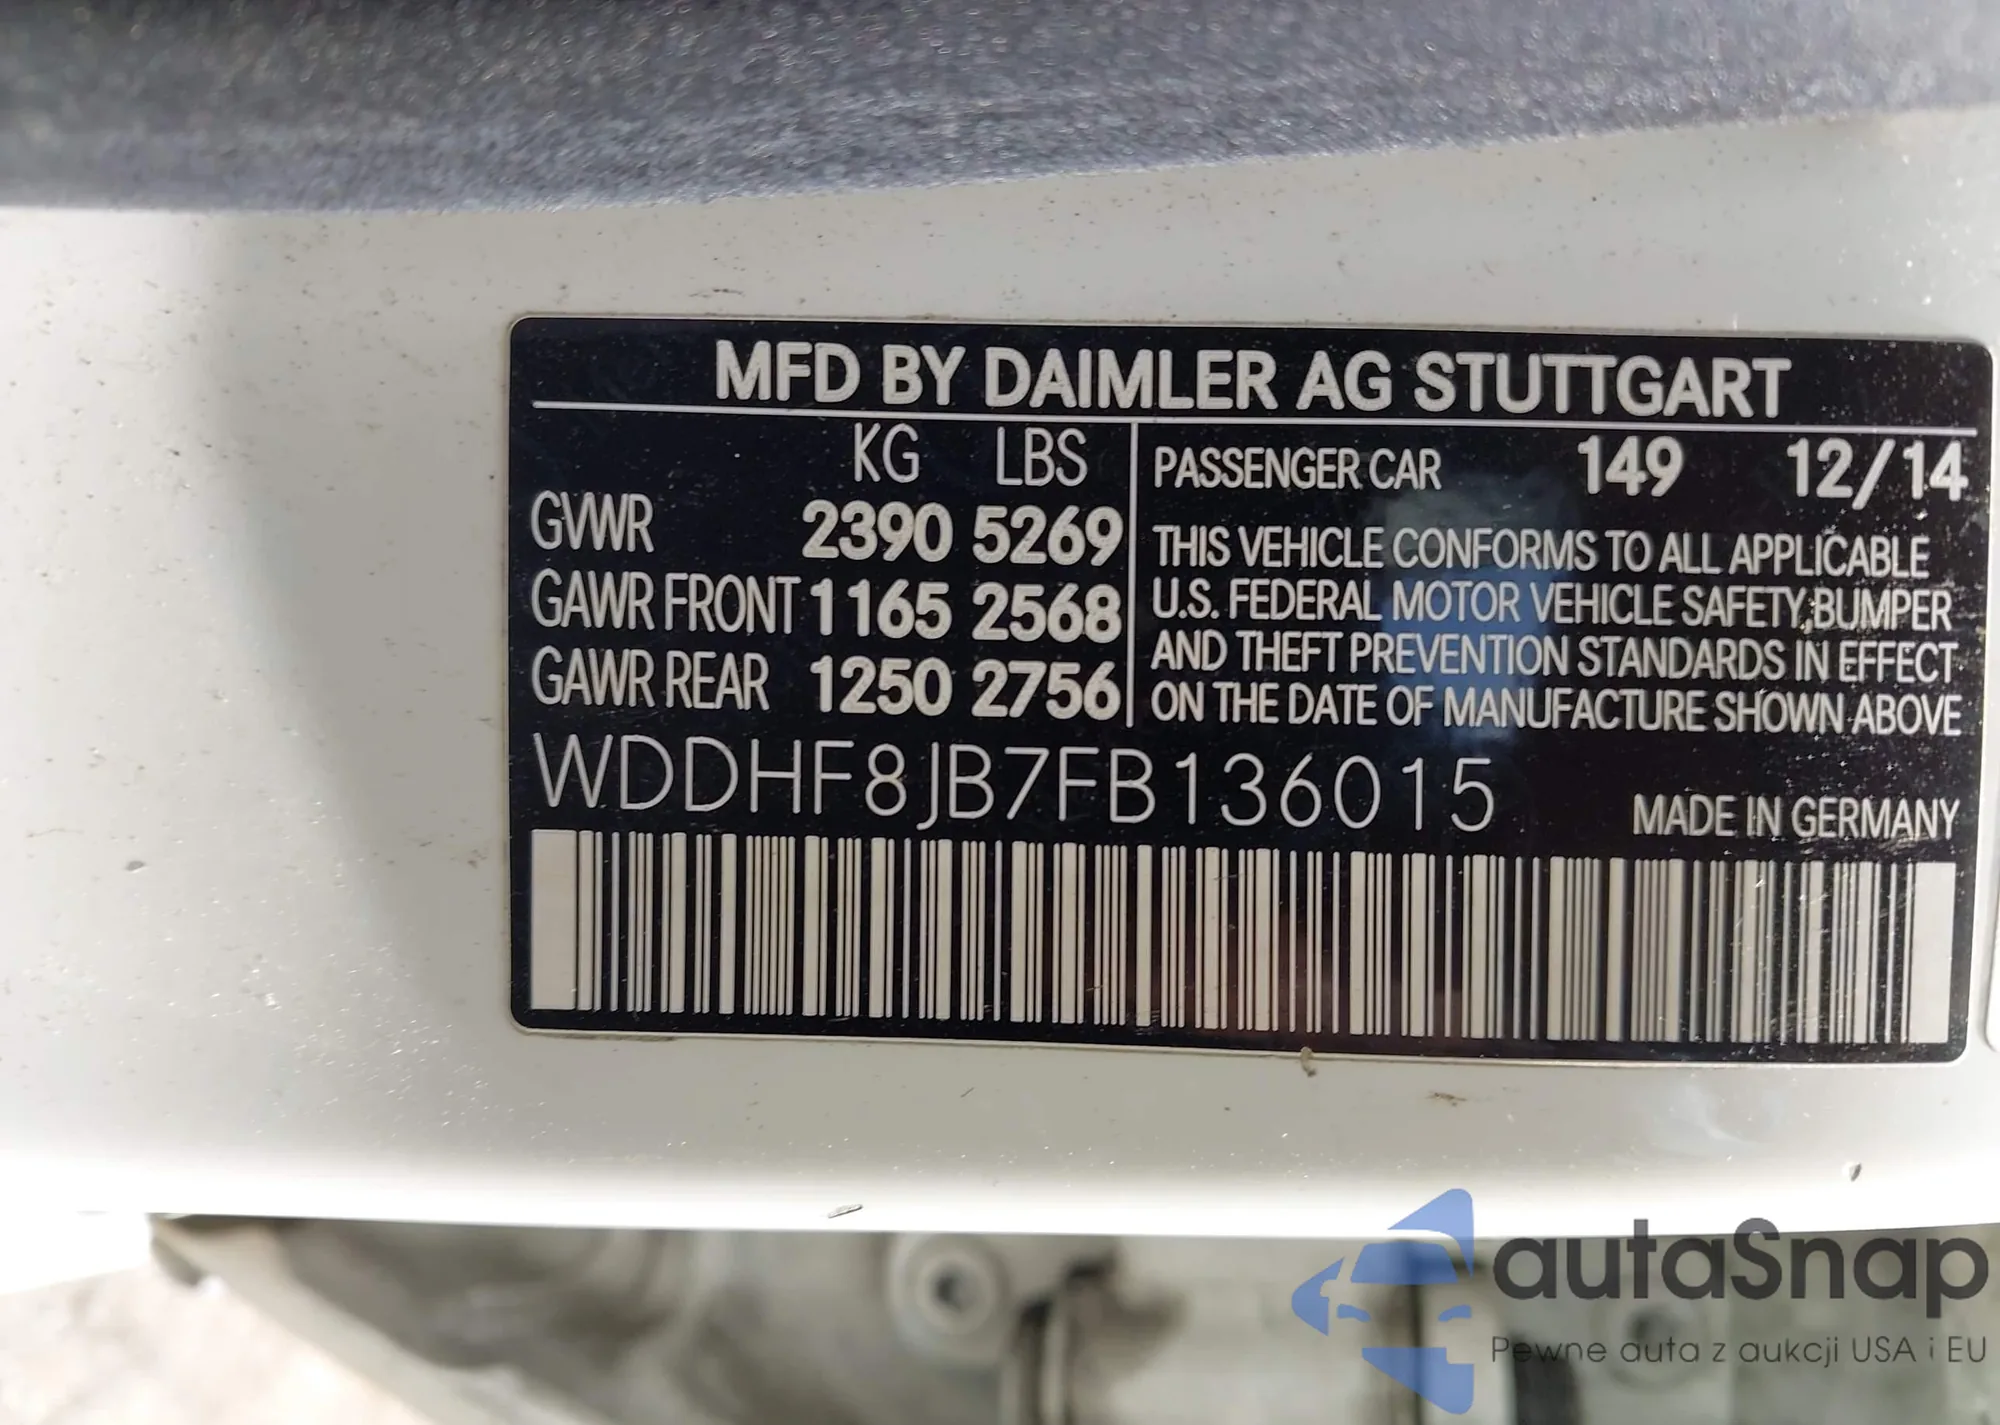 MFD BY DAIMLER AG STUTTGART
KG LBS
GVWR 2390 5269
GAWR FRONT 1165 2568
GAWR REAR 1250 2756
PASSENGER CAR 149 12/14
THIS VEHICLE CONFORMS TO ALL APPLICABLE
U.S. FEDERAL MOTOR VEHICLE SAFETY, BUMPER
AND THEFT PREVENTION STANDARDS IN EFFECT
ON THE DATE OF MANUFACTURE SHOWN ABOVE
WDDHF8JB7FB136015
MADE IN GERMANY
autaSnap
Pewne auta z aukcji USA i EU